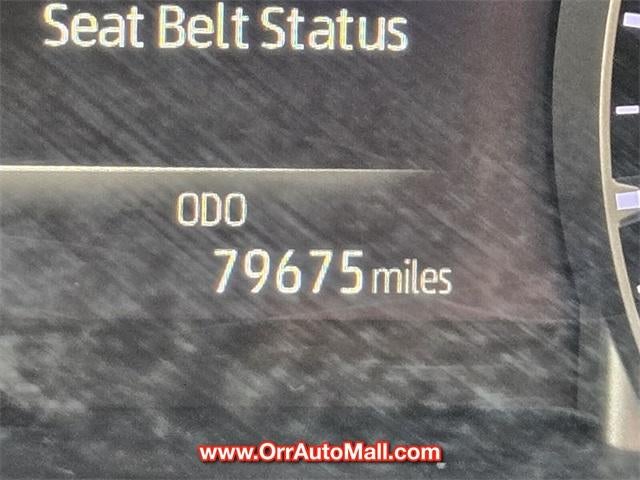 Seat Belt Status
ODO
79675 miles
www.OrrAutoMall.com